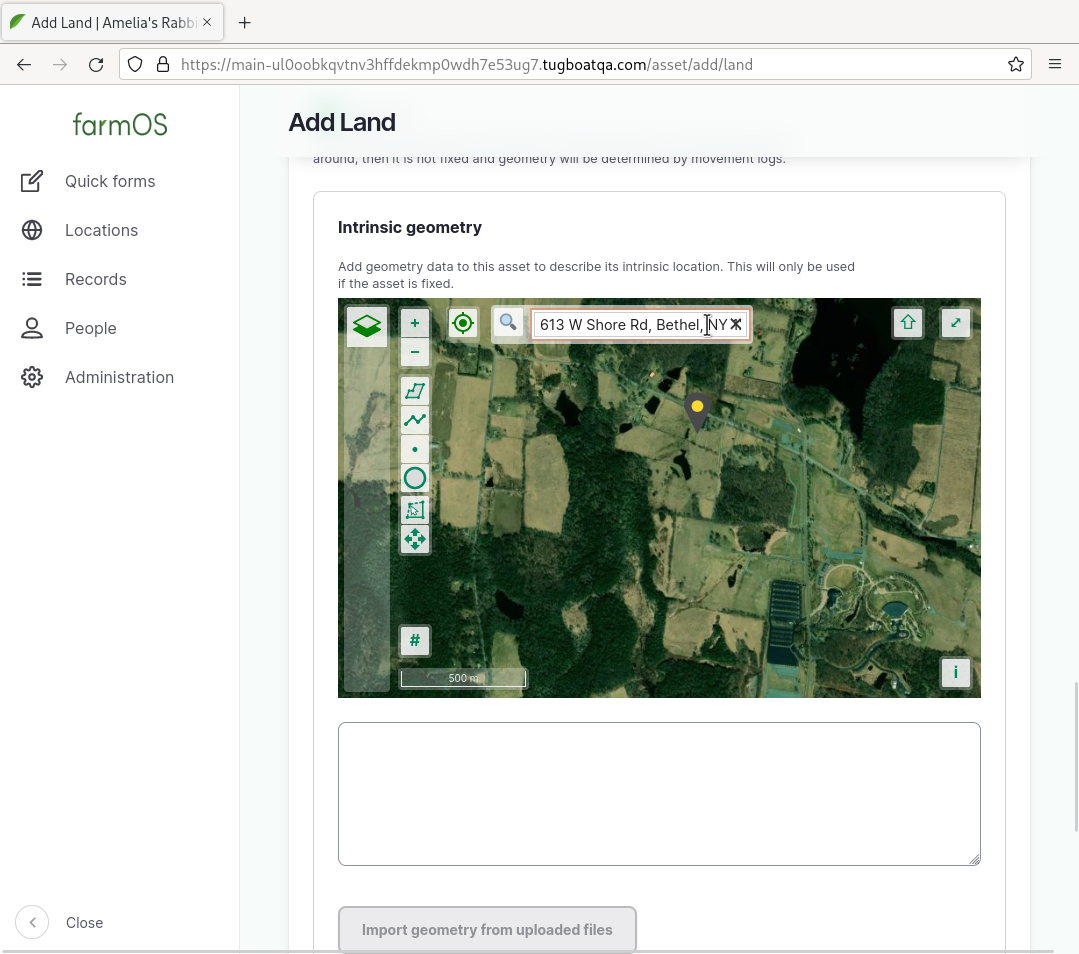 Add Land | Amelia's Rabbi
https://main-ul0oobkqvtnv3hffdekmp0wdh7e53ug7.tugboatqa.com/asset/add/land
farmOS
Quick forms
Locations
Records
People
Administration
Close
Add Land
around, then it is not fixed and geometry will be determined by movement logs.
Intrinsic geometry
Add geometry data to this asset to describe its intrinsic location. This will only be used
if the asset is fixed.
+
613 W Shore Rd, Bethel, NY
−
#
500 m
i
Import geometry from uploaded files